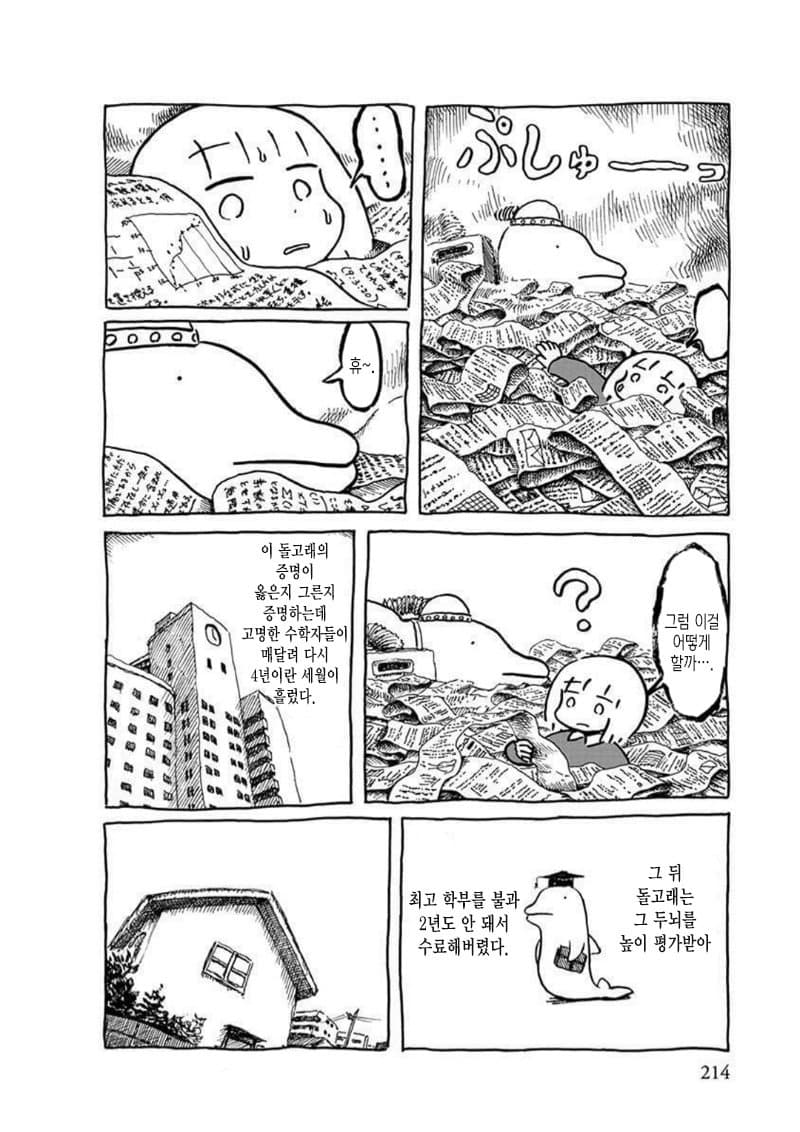 ぷしゅーっ
‥‥
휴~.
그럼 이걸
어떻게
할까….
?
이 돌고래의
증명이
옳은지 그른지
증명하는데
고명한 수학자들이
매달려 다시
4년이란 세월이
흘렀다.
그 뒤
돌고래는
그 두뇌를
높이 평가받아
최고 학부를 불과
2년도 안 돼서
수료해버렸다.
214